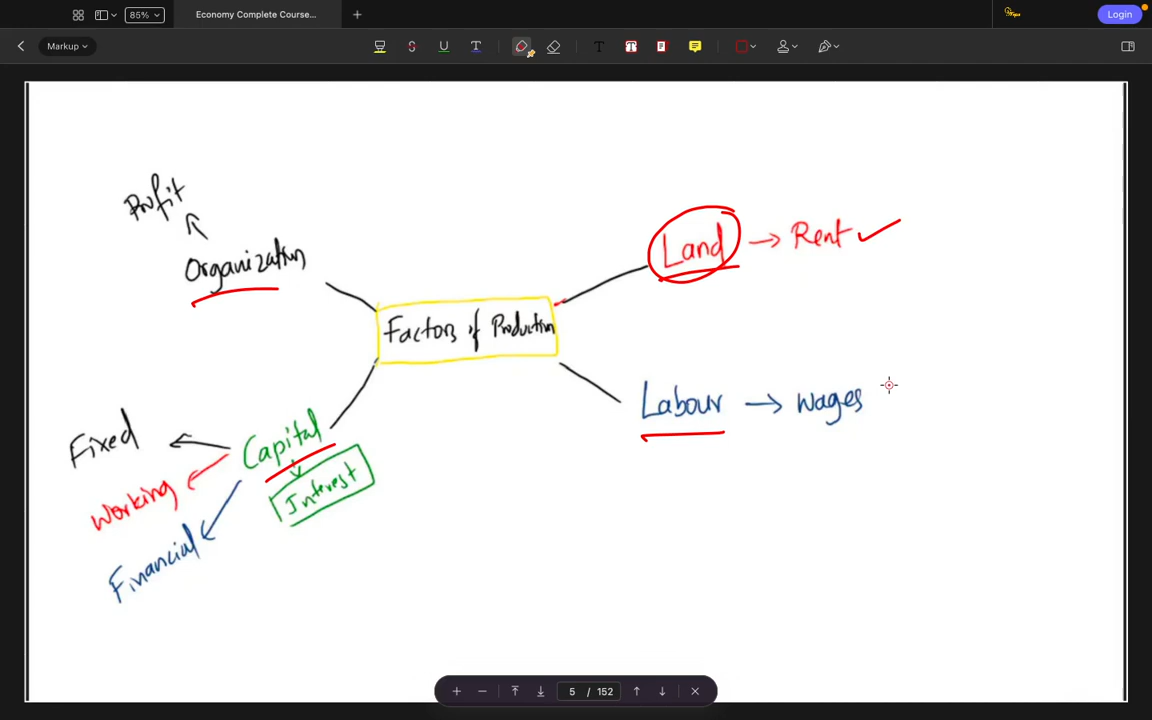 85%
Economy Complete Course...
Login
Markup
Profit
Organization
Land → Rent
Factors of Production
Labour → wages
Capital
Interest
Fixed
Working
Financial
5 / 152